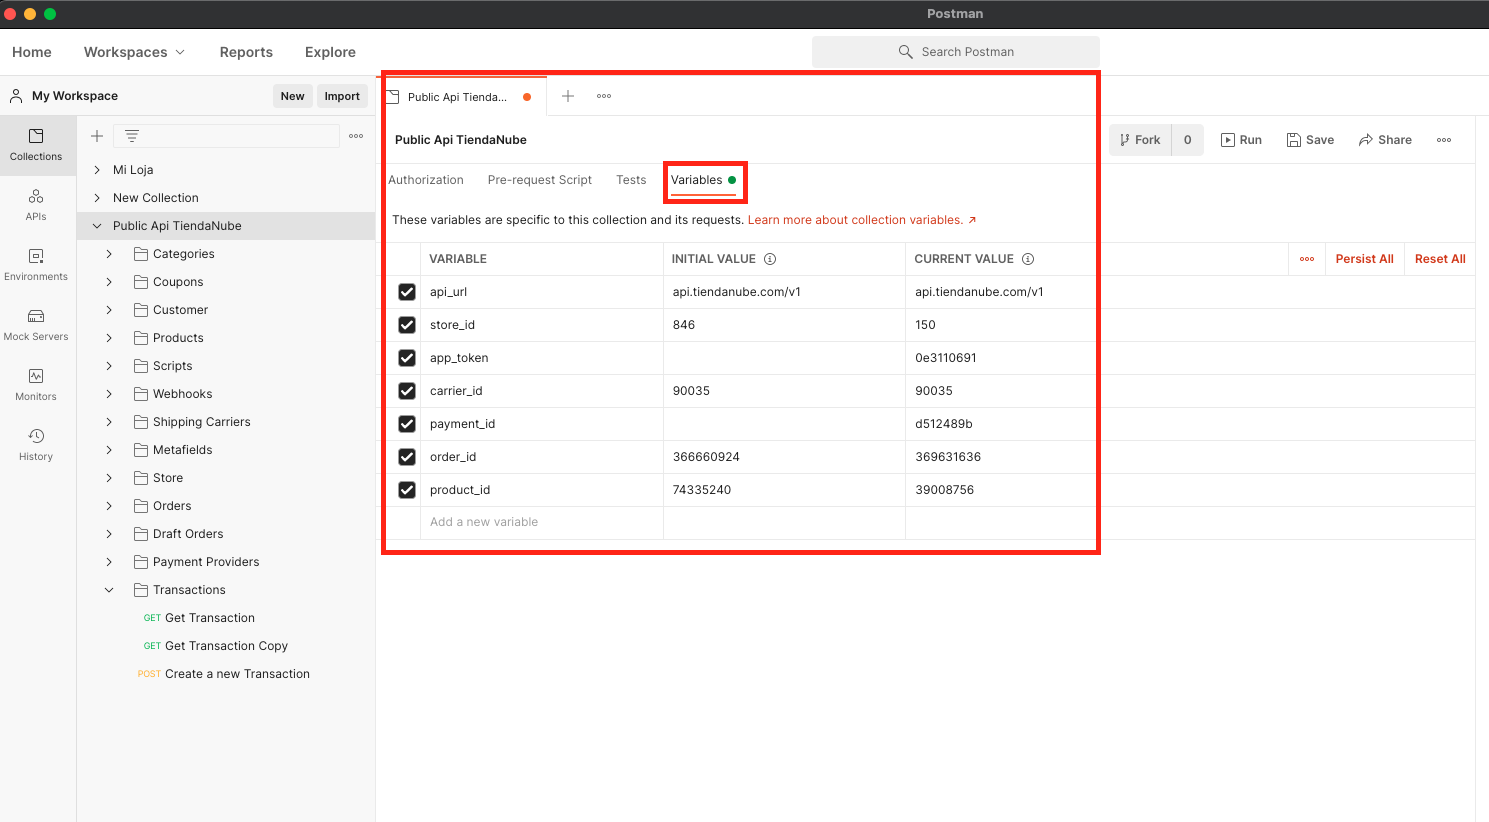 Postman
Home Workspaces Reports Explore Search Postman
My Workspace New Import
Public Api Tienda...
Collections
APIs
Environments
Mock Servers
Monitors
History
Mi Loja
New Collection
Public Api TiendaNube
Categories
Coupons
Customer
Products
Scripts
Webhooks
Shipping Carriers
Metafields
Store
Orders
Draft Orders
Payment Providers
Transactions
GET Get Transaction
GET Get Transaction Copy
POST Create a new Transaction
Public Api TiendaNube Fork 0 Run Save Share
Authorization Pre-request Script Tests Variables
These variables are specific to this collection and its requests. Learn more about collection variables. ↗
VARIABLE INITIAL VALUE CURRENT VALUE Persist All Reset All
api_url api.tiendanube.com/v1 api.tiendanube.com/v1
store_id 846 150
app_token 0e3110691
carrier_id 90035 90035
payment_id d512489b
order_id 366660924 369631636
product_id 74335240 39008756
Add a new variable